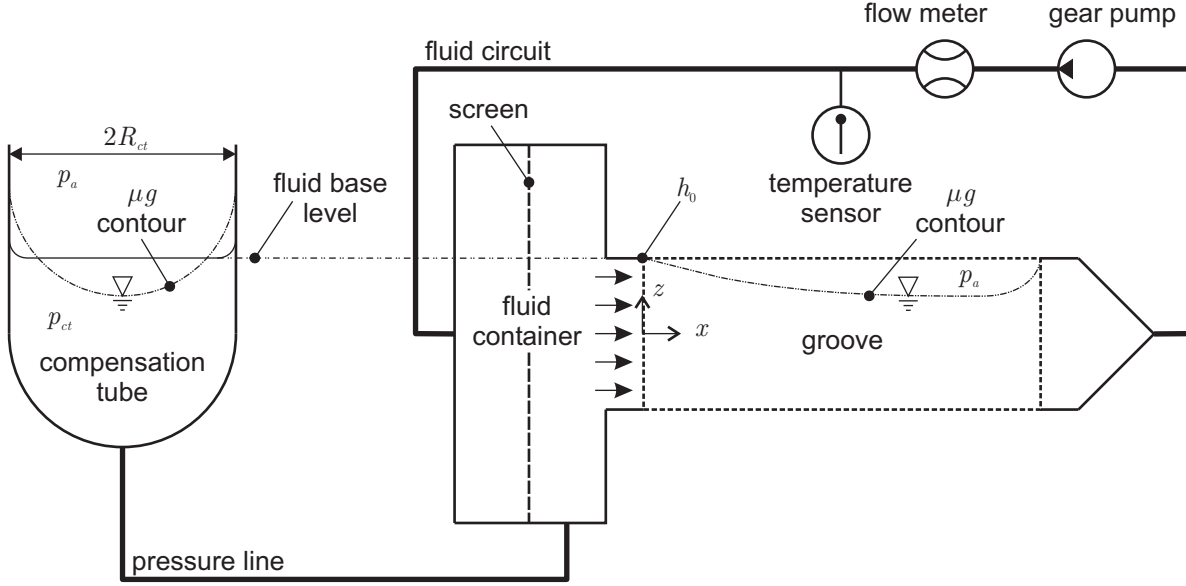 flow meter
gear pump
fluid circuit
screen
2R_ct
p_a
μg
contour
fluid base
level
h_0
temperature
sensor
μg
contour
p_a
z
fluid
container
x
groove
p_ct
compensation
tube
pressure line